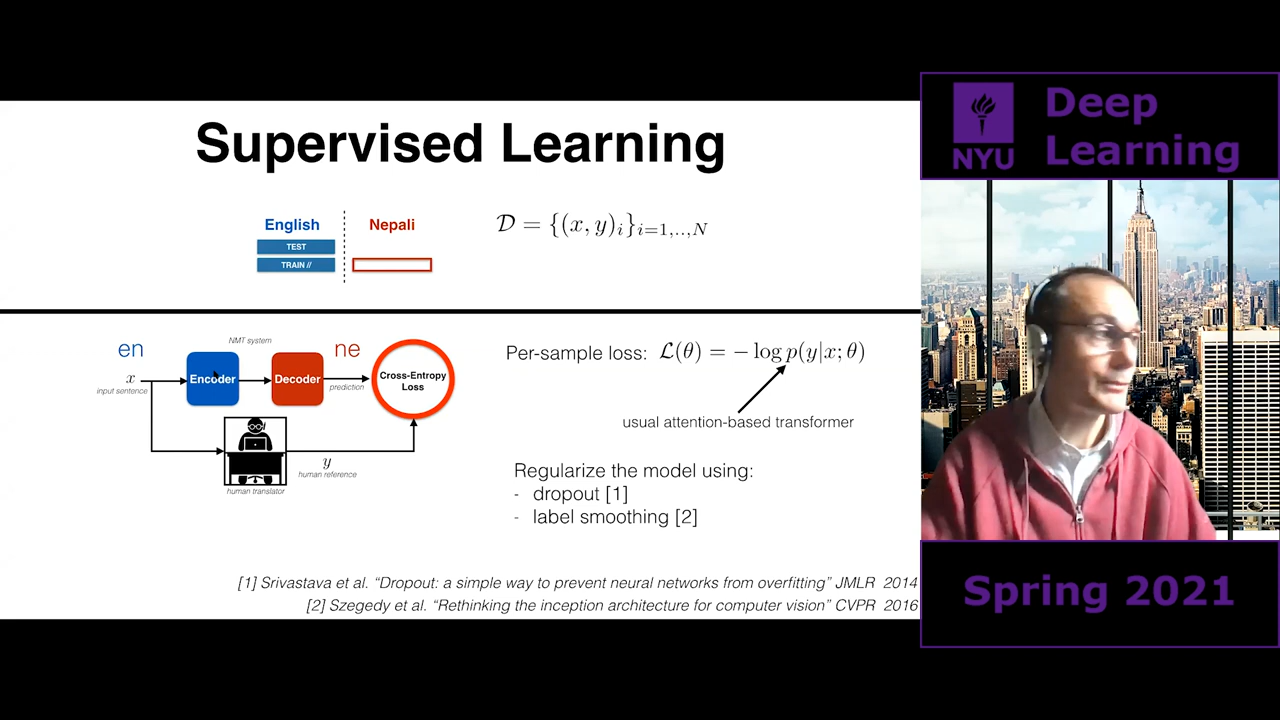 Supervised Learning
English
Nepali
TEST
TRAIN //
𝒟 = {(x, y)ᵢ}ᵢ₌₁,..,N
en
NMT system
ne
x
input sentence
Encoder
Decoder
prediction
Cross-Entropy
Loss
y
human reference
human translator
Per-sample loss: ℒ(θ) = − log p(y|x; θ)
usual attention-based transformer
Regularize the model using:
- dropout [1]
- label smoothing [2]
[1] Srivastava et al. “Dropout: a simple way to prevent neural networks from overfitting” JMLR 2014
[2] Szegedy et al. “Rethinking the inception architecture for computer vision” CVPR 2016
NYU
Deep
Learning
Spring 2021